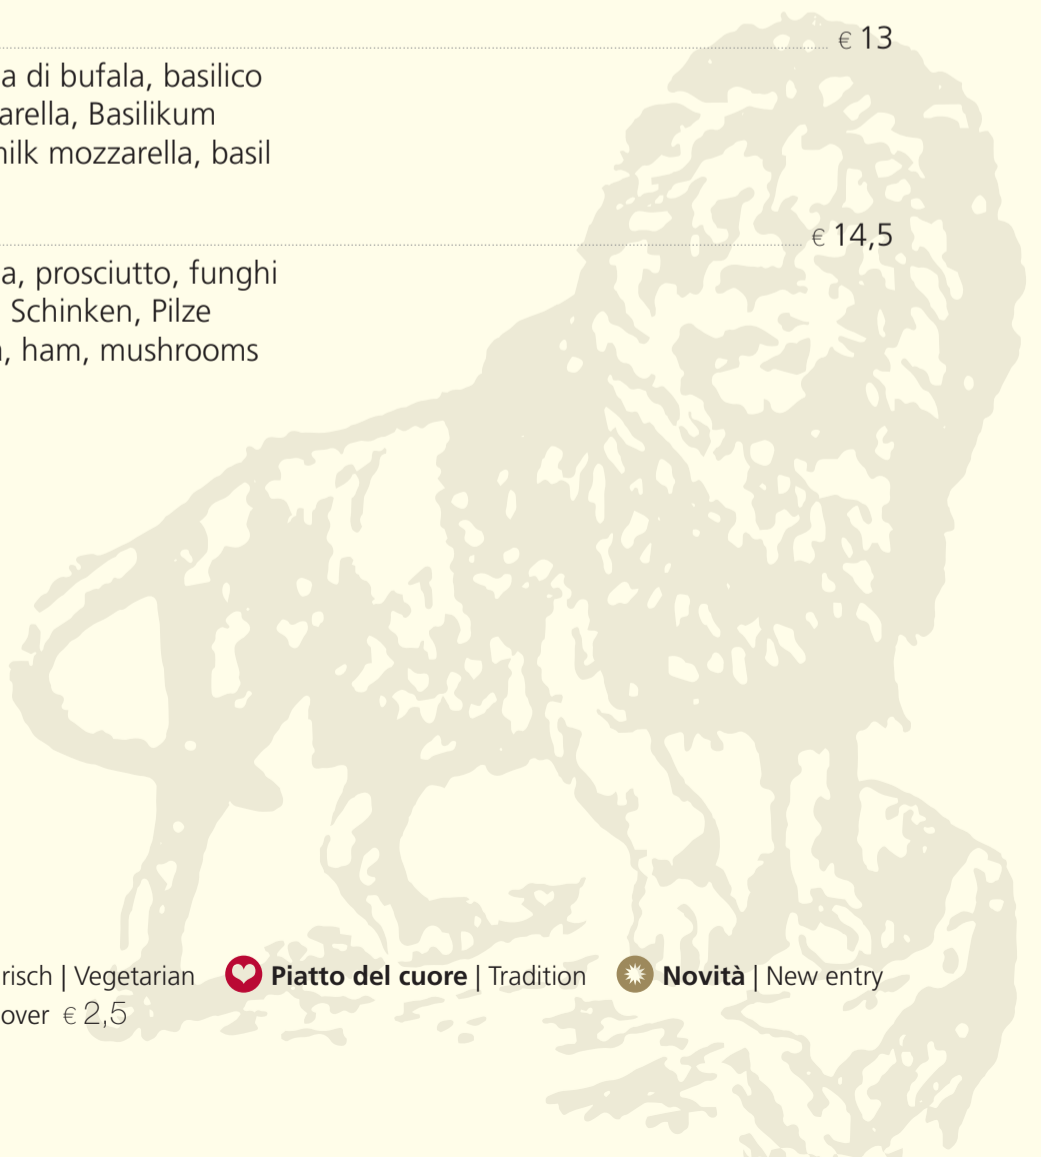 € 13
a di bufala, basilico
arella, Basilikum
milk mozzarella, basil
€ 14,5
a, prosciutto, funghi
, Schinken, Pilze
, ham, mushrooms
risch | Vegetarian Piatto del cuore | Tradition Novità | New entry
over € 2,5